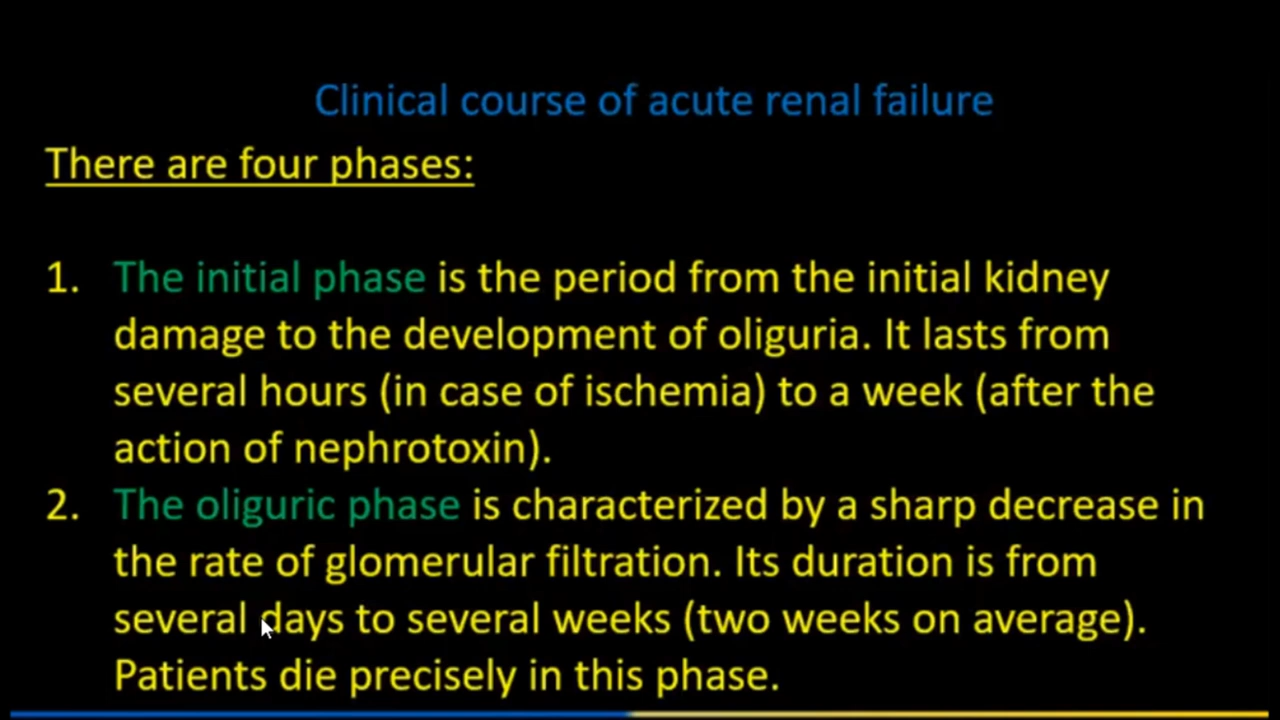 Clinical course of acute renal failure
There are four phases:
1. The initial phase is the period from the initial kidney
damage to the development of oliguria. It lasts from
several hours (in case of ischemia) to a week (after the
action of nephrotoxin).
2. The oliguric phase is characterized by a sharp decrease in
the rate of glomerular filtration. Its duration is from
several days to several weeks (two weeks on average).
Patients die precisely in this phase.